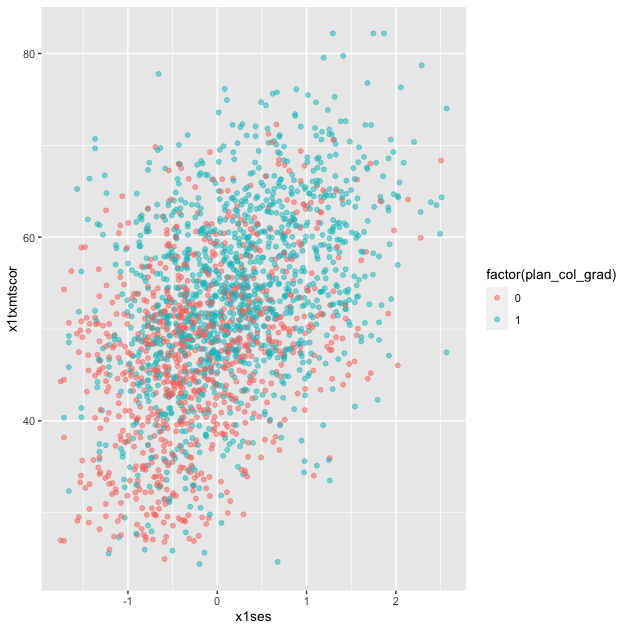 80
60
40
x1txmtscor
-1 0 1 2
x1ses
factor(plan_col_grad)
0
1